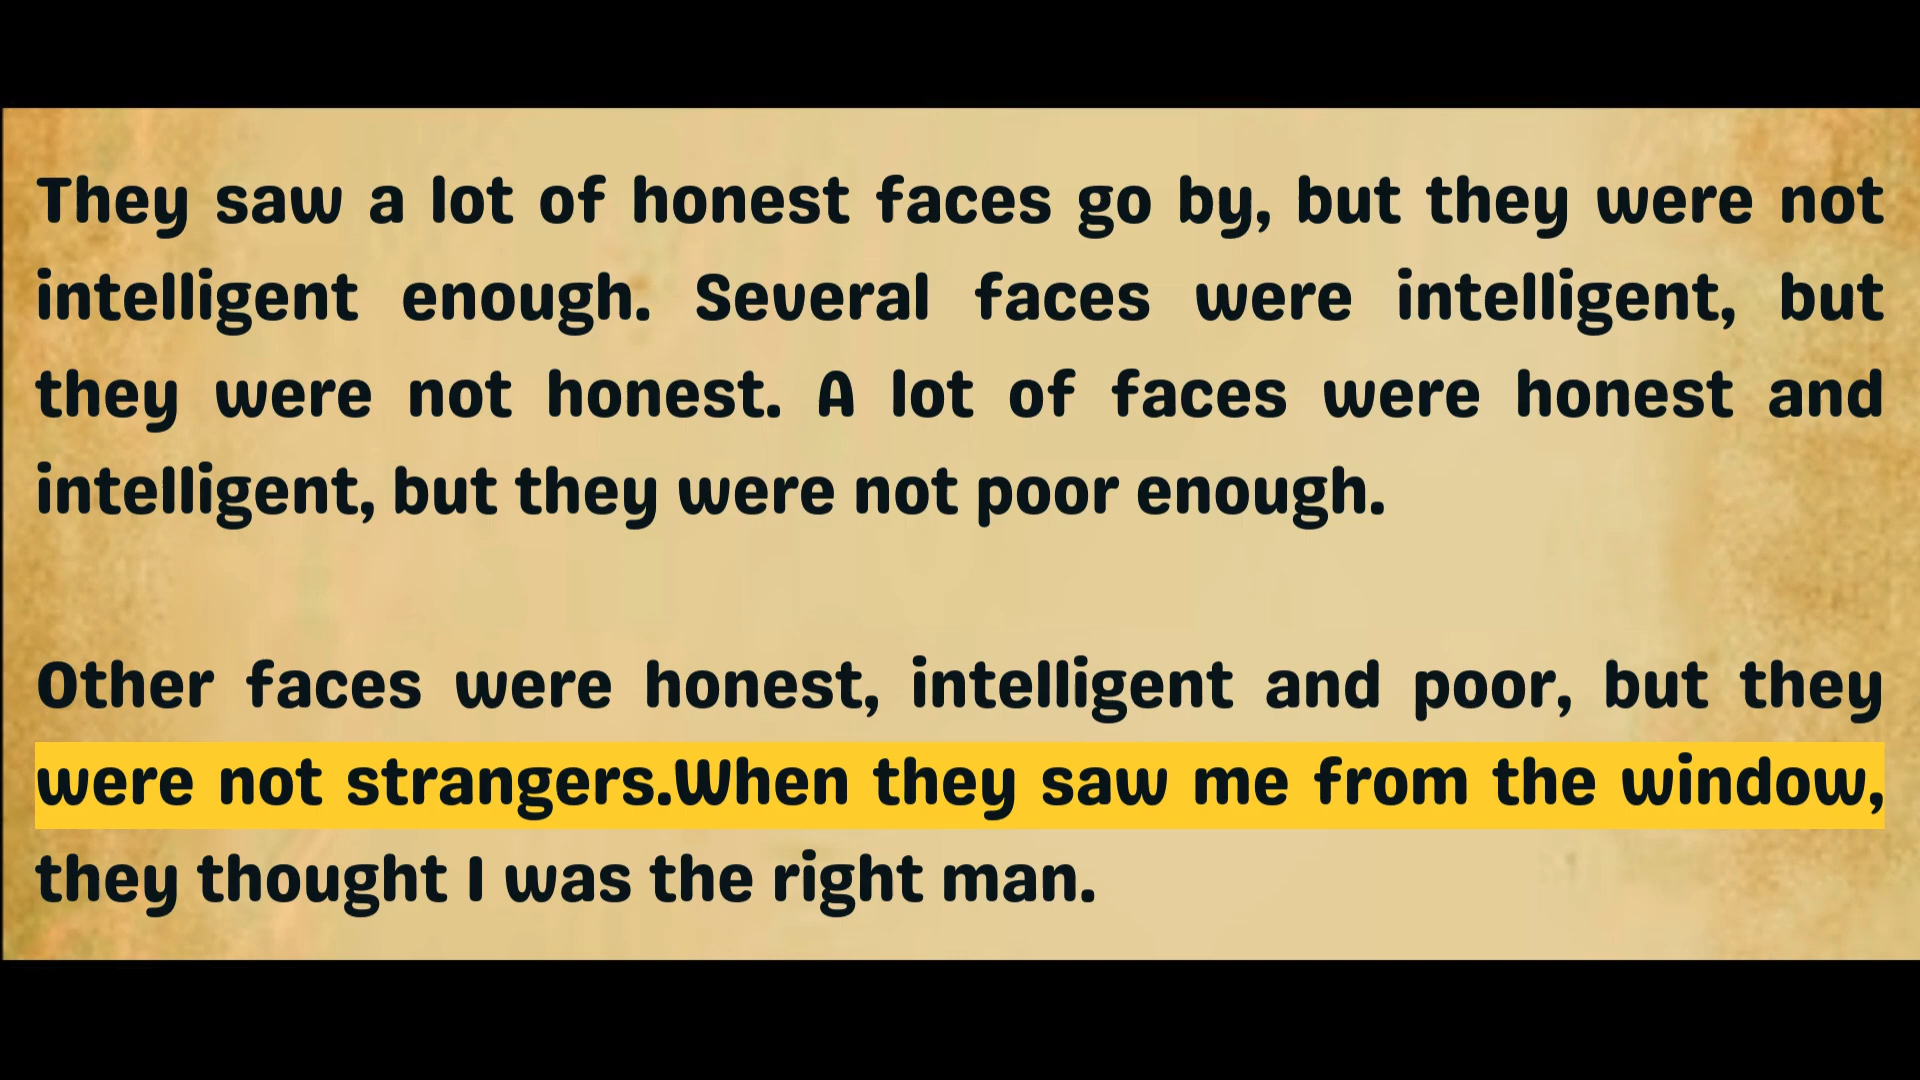 They saw a lot of honest faces go by, but they were not
intelligent enough. Several faces were intelligent, but
they were not honest. A lot of faces were honest and
intelligent, but they were not poor enough.
Other faces were honest, intelligent and poor, but they
were not strangers.When they saw me from the window,
they thought I was the right man.